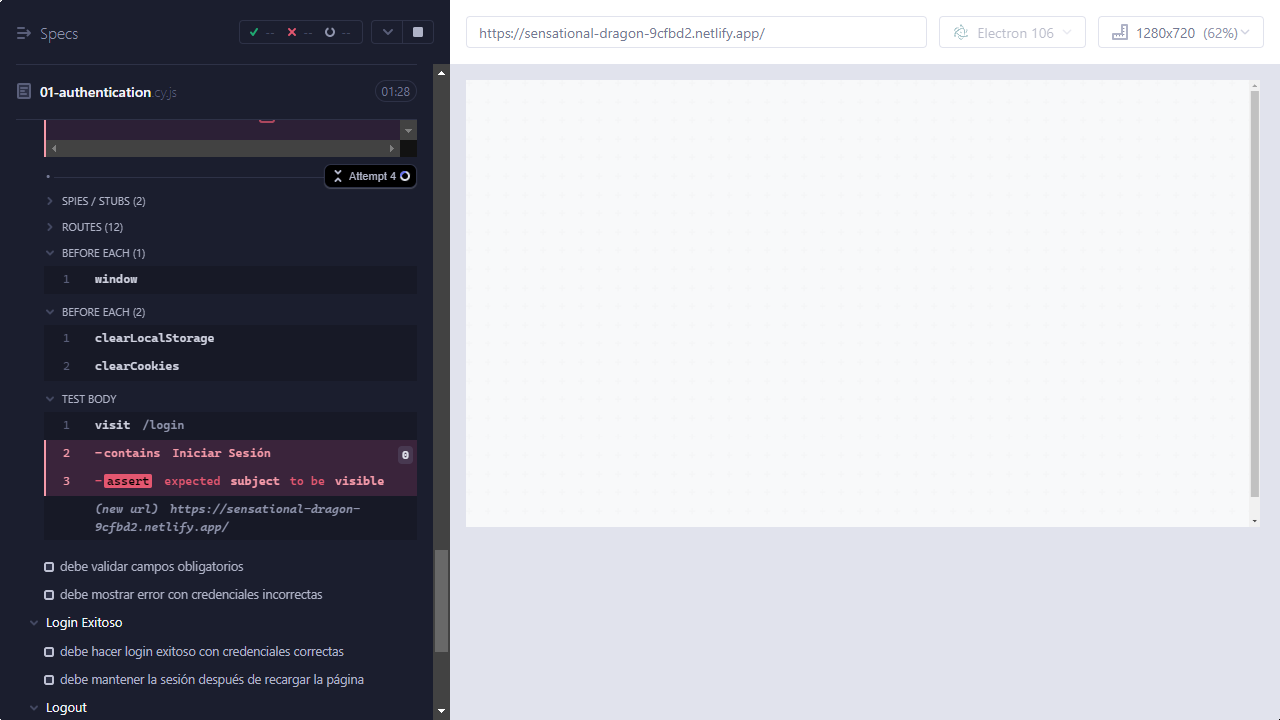 Specs
-- -- --
01-authentication.cy.js
01:28
Attempt 4
SPIES / STUBS (2)
ROUTES (12)
BEFORE EACH (1)
1 window
BEFORE EACH (2)
1 clearLocalStorage
2 clearCookies
TEST BODY
1 visit /login
2 -contains Iniciar Sesión 0
3 -assert expected subject to be visible
(new url) https://sensational-dragon-
9cfbd2.netlify.app/
debe validar campos obligatorios
debe mostrar error con credenciales incorrectas
Login Exitoso
debe hacer login exitoso con credenciales correctas
debe mantener la sesión después de recargar la página
Logout
https://sensational-dragon-9cfbd2.netlify.app/
Electron 106
1280x720 (62%)